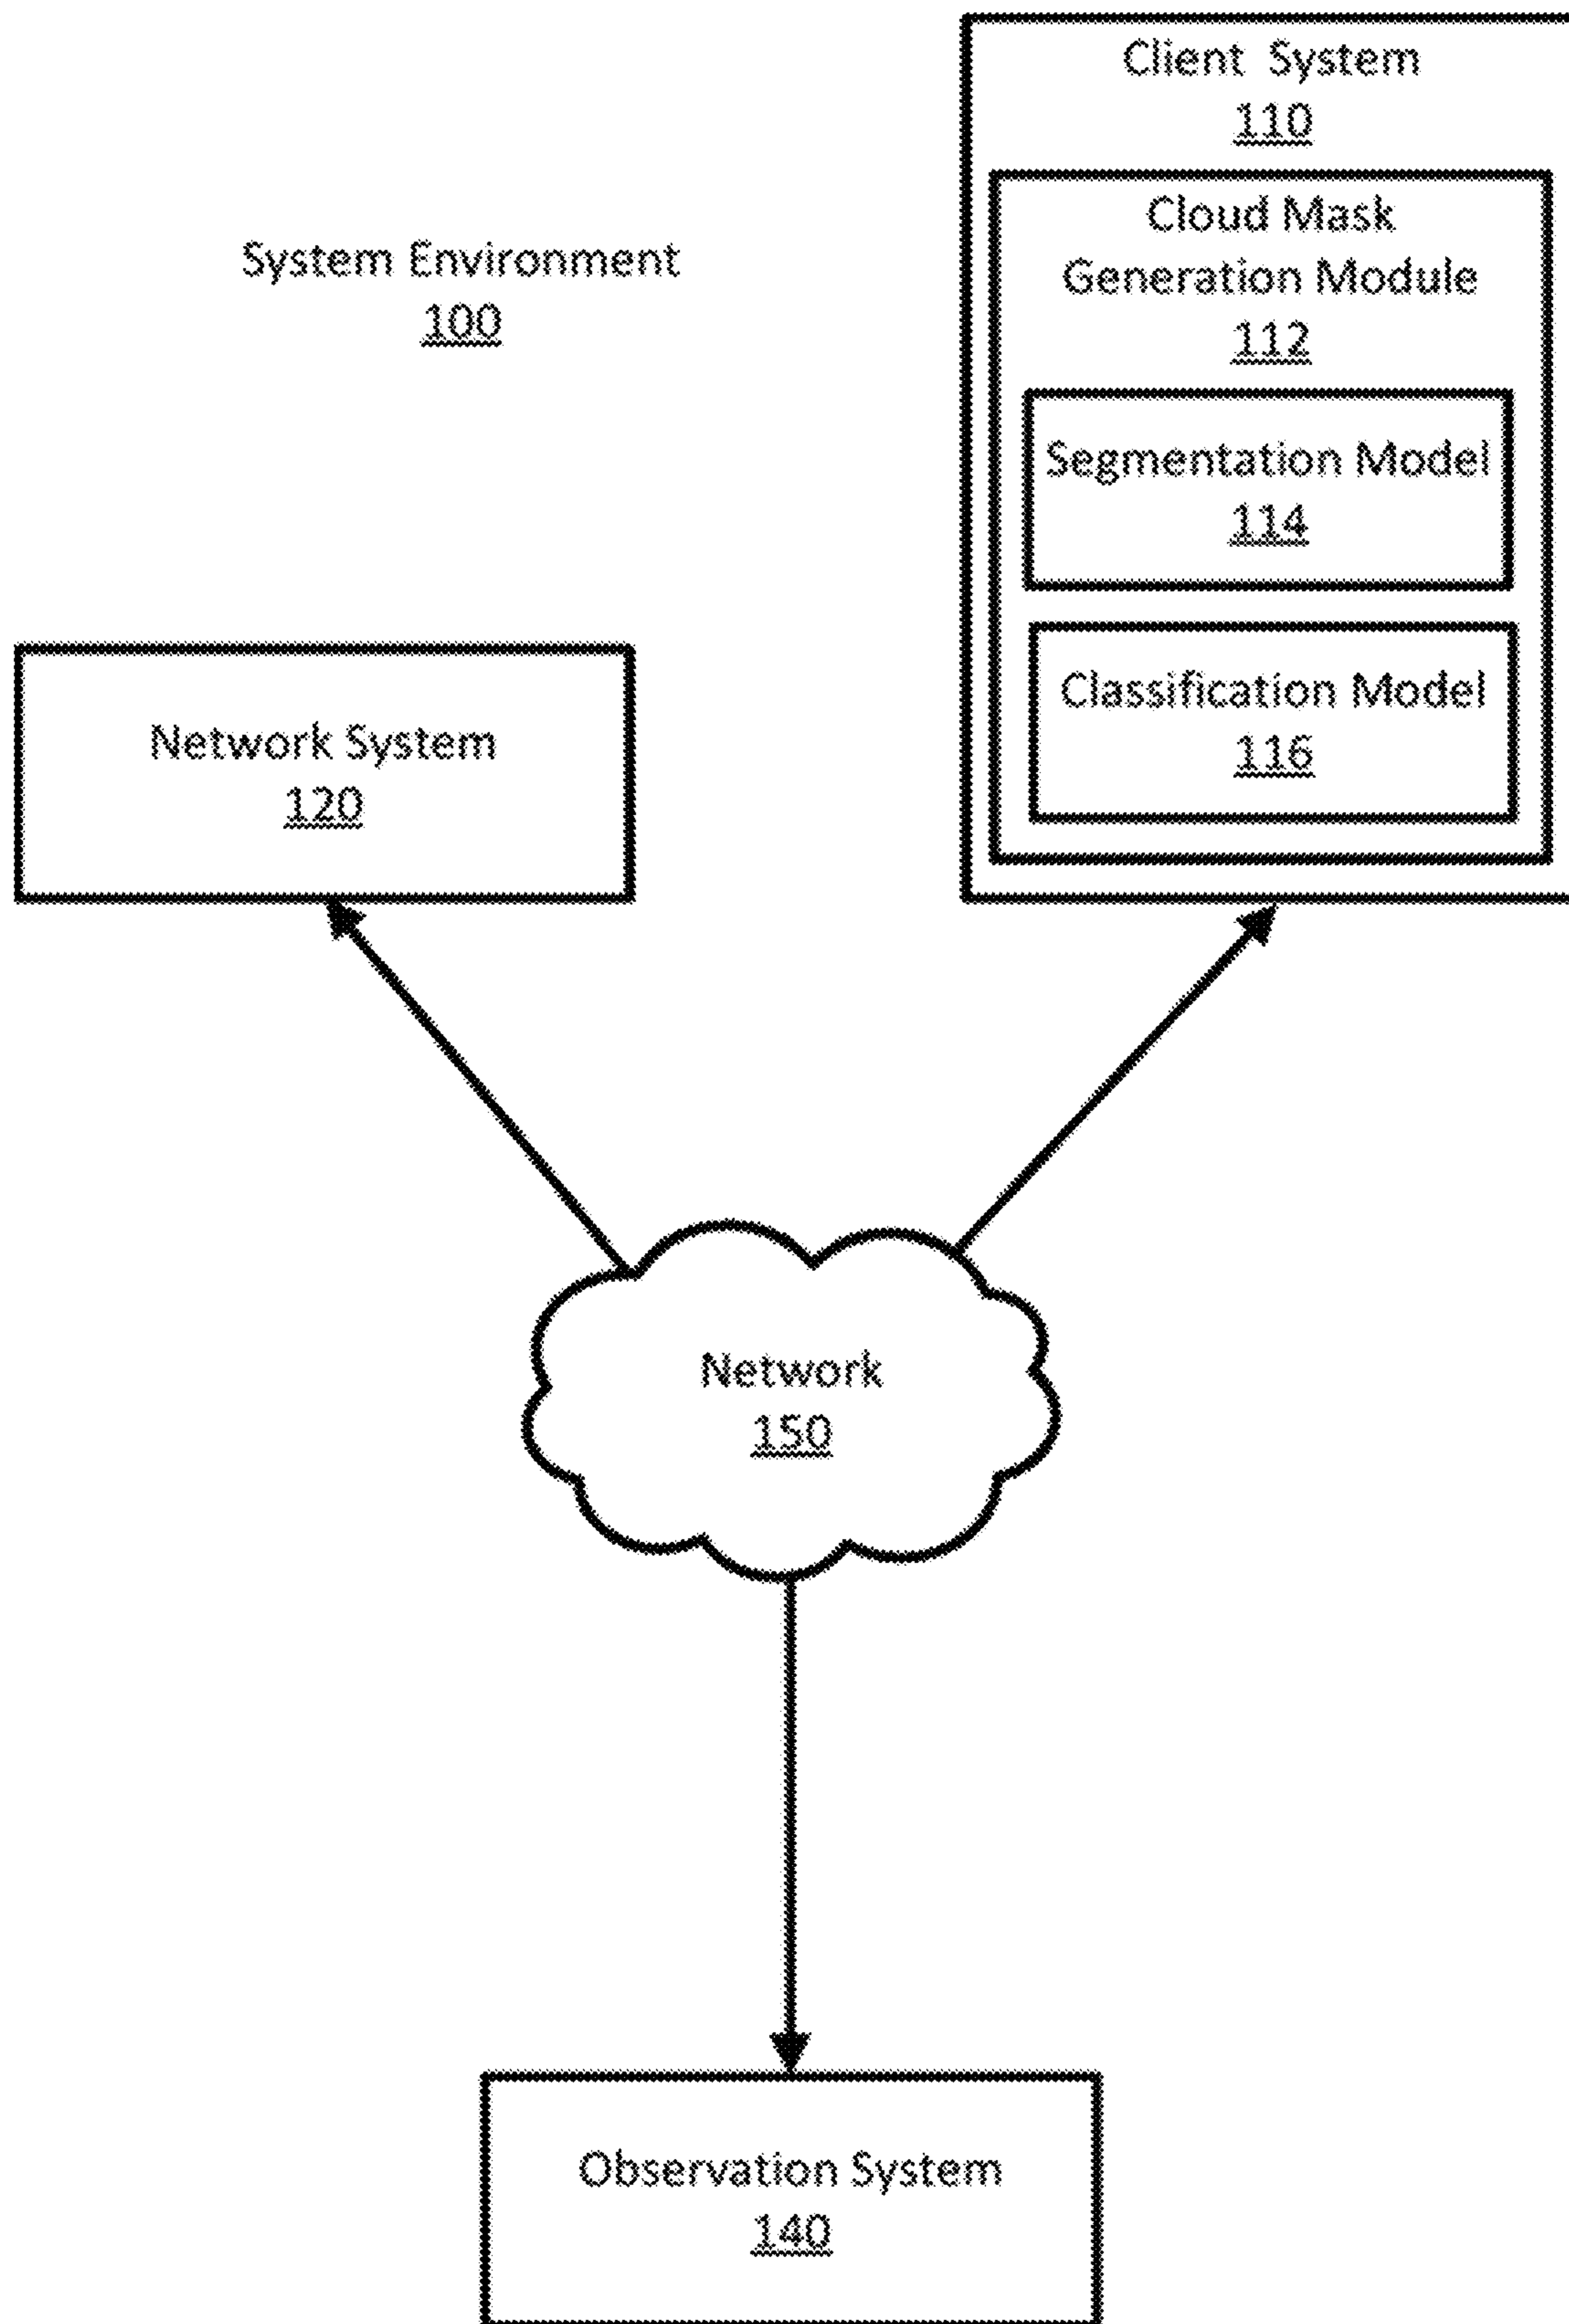 Client System
110
Cloud Mask
Generation Module
112
System Environment
100
Segmentation Model
114
Classification Model
116
Network System
120
Network
150
Observation System
140